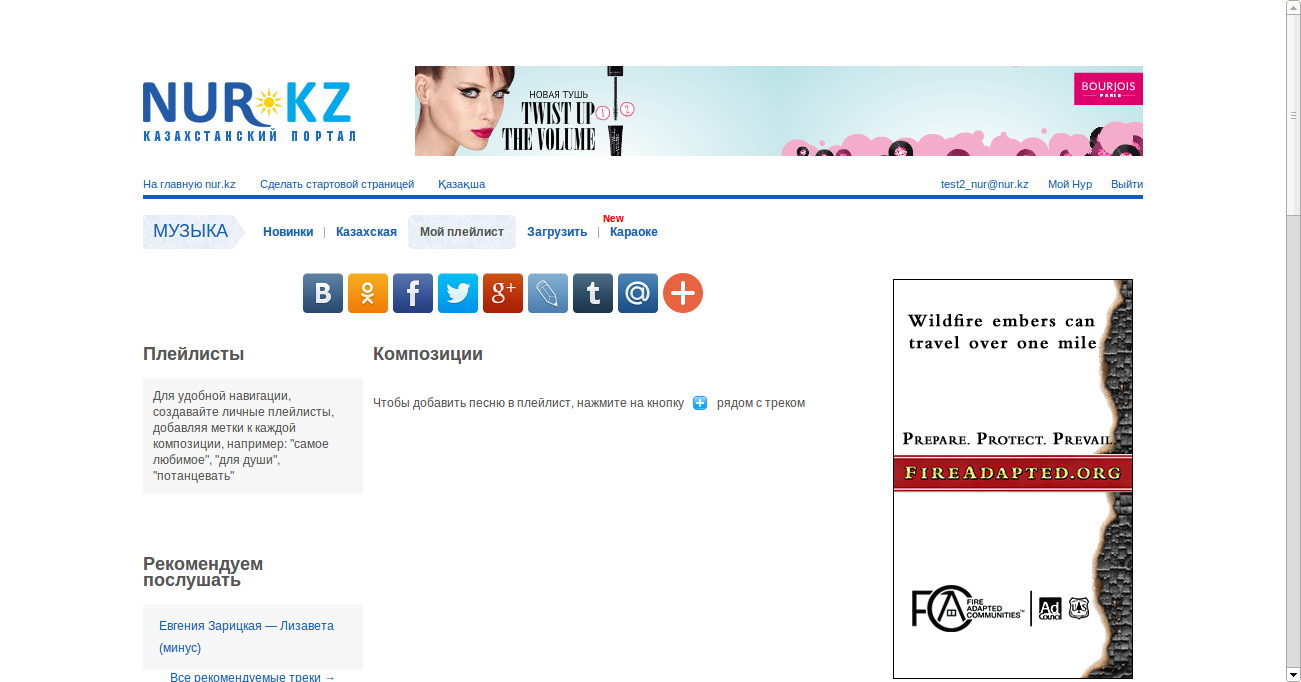 НОВАЯ ТУШЬ
TWIST UP
THE VOLUME
1 2
BOURJOIS
PARIS
NUR KZ
КАЗАХСТАНСКИЙ ПОРТАЛ
На главную nur.kz Сделать стартовой страницей Қазақша test2_nur@nur.kz Мой Нур Выйти
МУЗЫКА Новинки | Казахская Мой плейлист Загрузить | Караоке
New
Плейлисты
Для удобной навигации,
создавайте личные плейлисты,
добавляя метки к каждой
композиции, например: "самое
любимое", "для души",
"потанцевать"
Композиции
Чтобы добавить песню в плейлист, нажмите на кнопку рядом с треком
Рекомендуем
послушать
Евгения Зарицкая — Лизавета
(минус)
Все рекомендуемые треки →
Wildfire embers can
travel over one mile
PREPARE. PROTECT. PREVAIL.
FIREADAPTED.ORG
FAC FIRE
ADAPTED
COMMUNITIES™
Ad
Council
U S